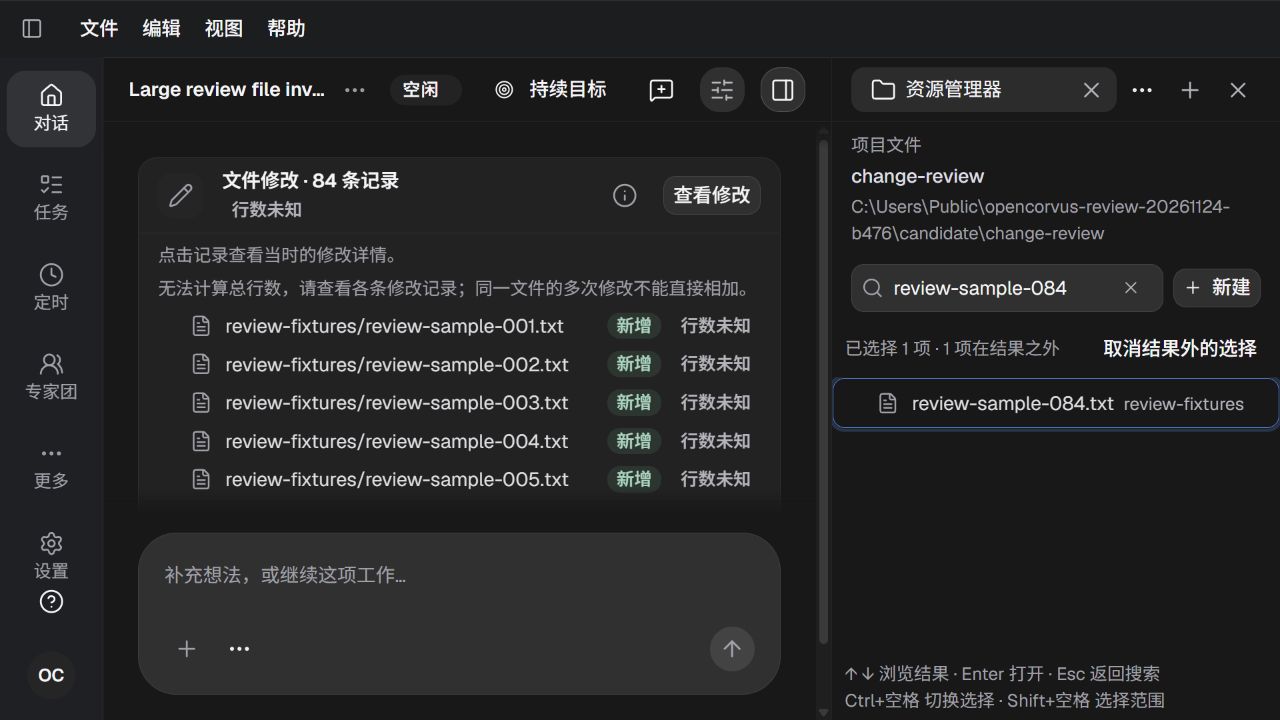 文件 编辑 视图 帮助
对话
任务
定时
专家团
更多
设置
OC
Large review file inv... 空闲 持续目标
文件修改 · 84 条记录
行数未知
查看修改
点击记录查看当时的修改详情。
无法计算总行数，请查看各条修改记录；同一文件的多次修改不能直接相加。
review-fixtures/review-sample-001.txt 新增 行数未知
review-fixtures/review-sample-002.txt 新增 行数未知
review-fixtures/review-sample-003.txt 新增 行数未知
review-fixtures/review-sample-004.txt 新增 行数未知
review-fixtures/review-sample-005.txt 新增 行数未知
补充想法，或继续这项工作...
资源管理器
项目文件
change-review
C:\Users\Public\opencorvus-review-20261124-
b476\candidate\change-review
review-sample-084
新建
已选择 1 项 · 1 项在结果之外 取消结果外的选择
review-sample-084.txt review-fixtures
↑↓ 浏览结果 · Enter 打开 · Esc 返回搜索
Ctrl+空格 切换选择 · Shift+空格 选择范围